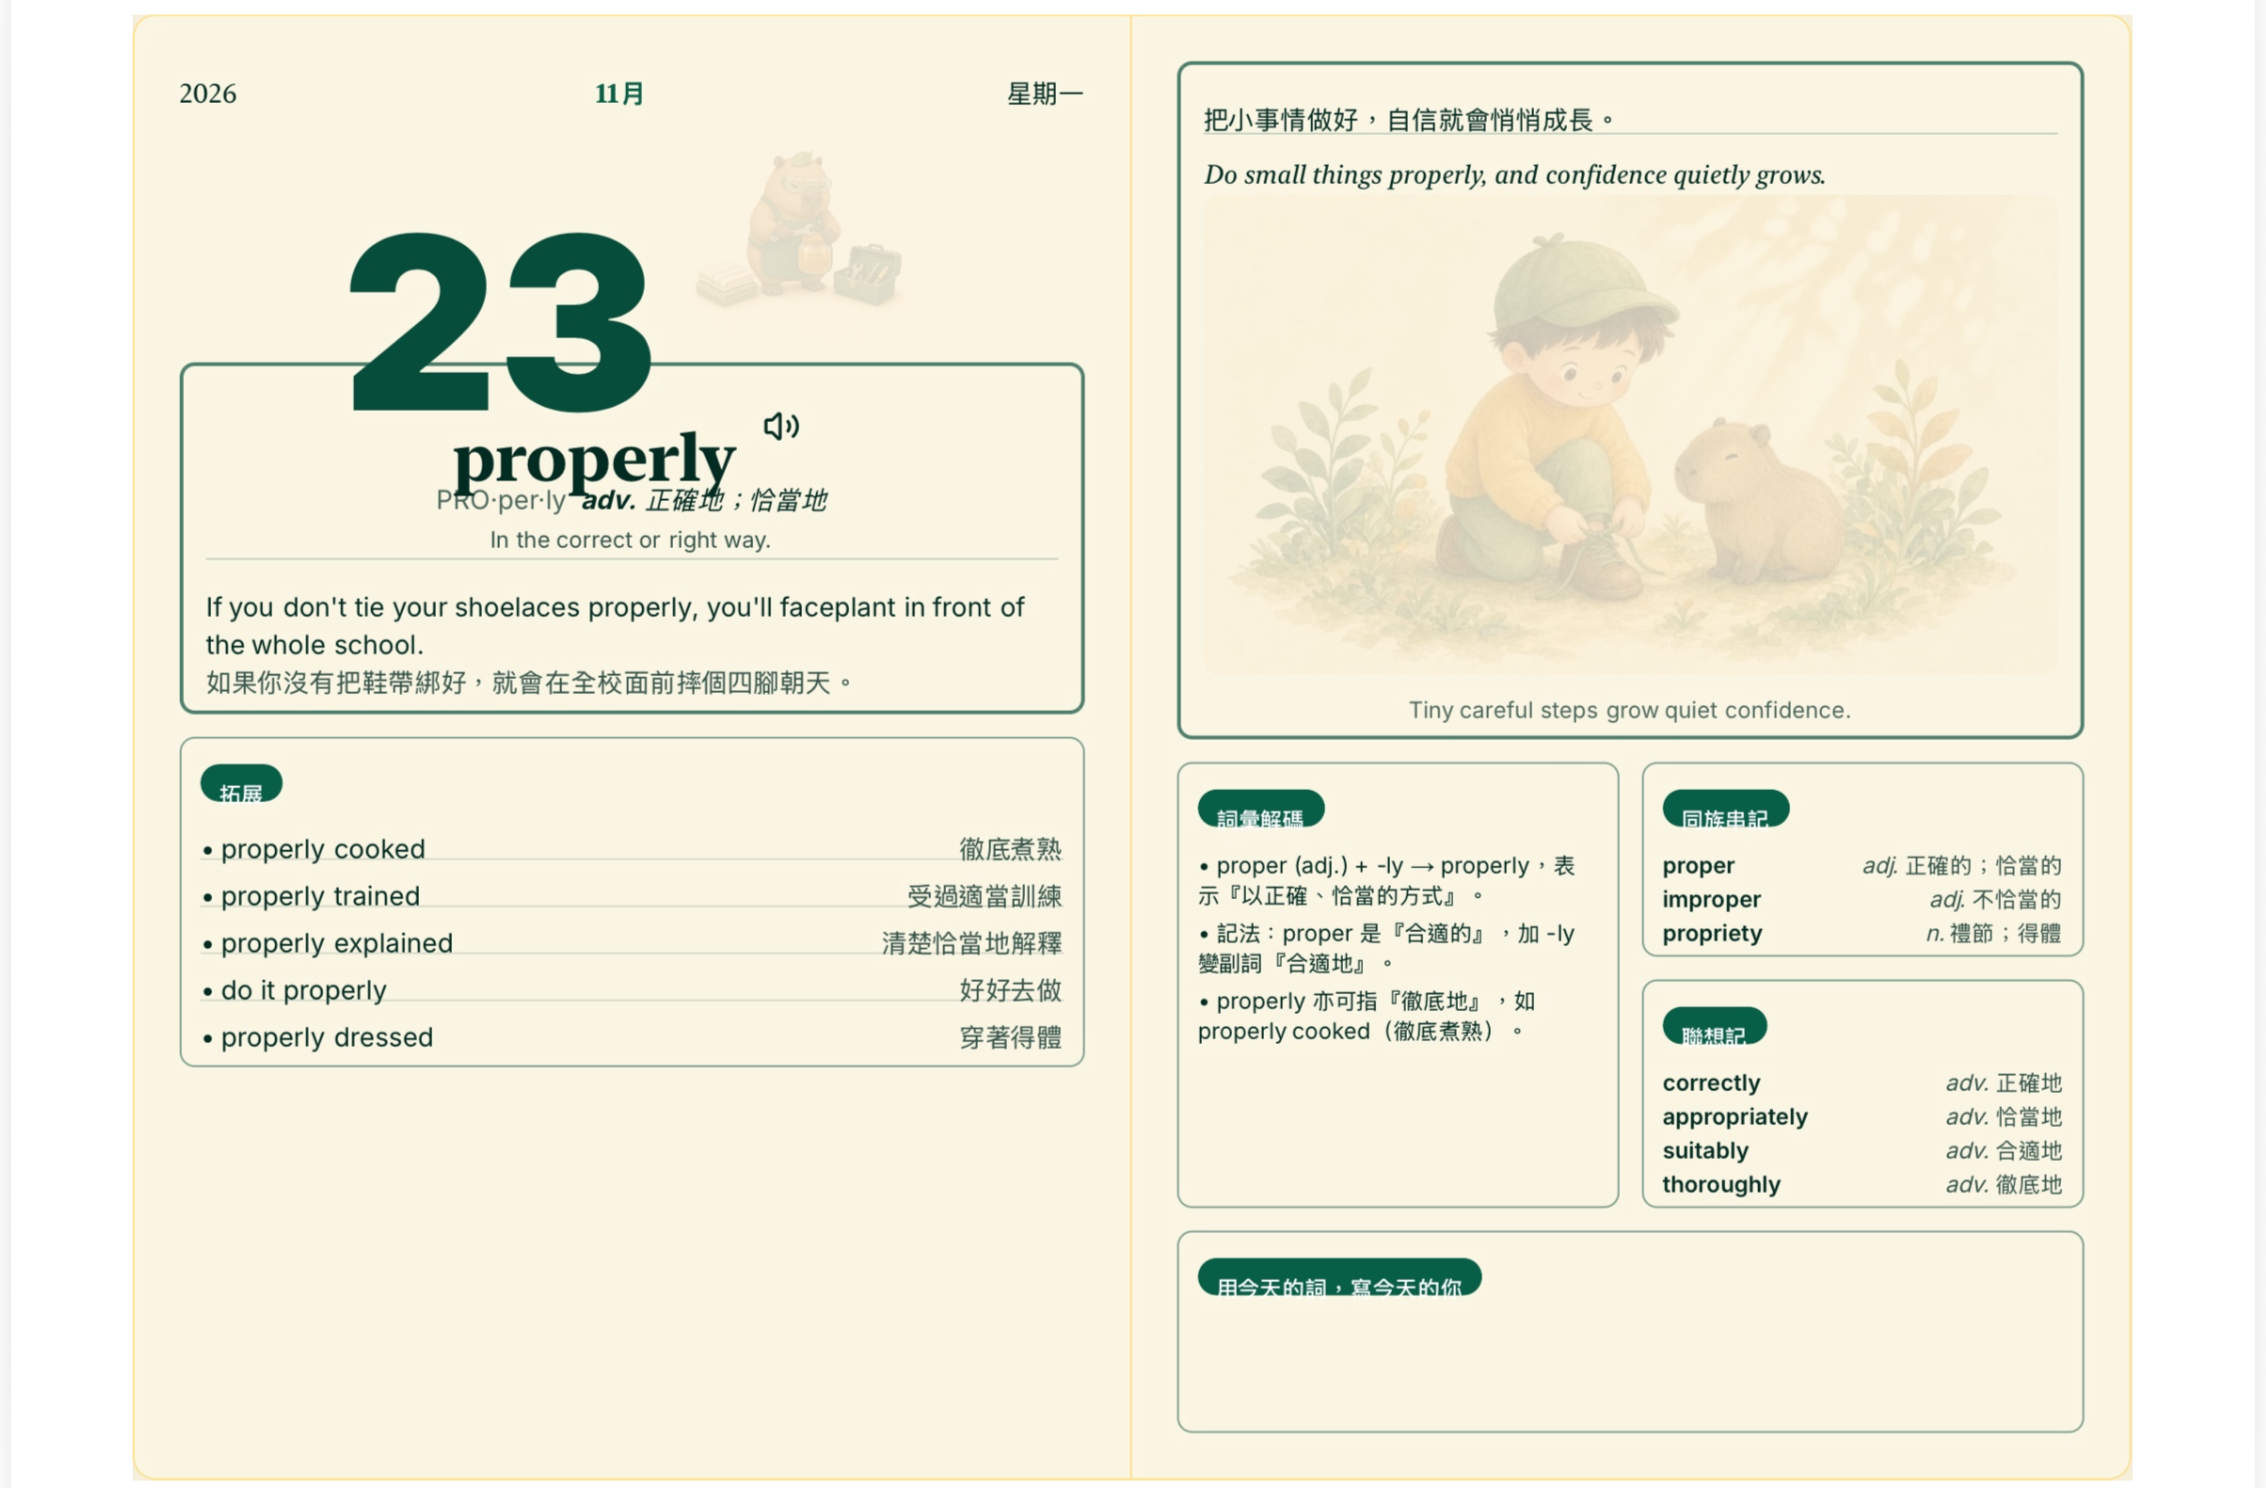 2026 11月 星期一
23
properly
PRO·per·ly adv. 正確地；恰當地
In the correct or right way.
If you don't tie your shoelaces properly, you'll faceplant in front of
the whole school.
如果你沒有把鞋帶綁好，就會在全校面前摔個四腳朝天。
拓展
• properly cooked 徹底煮熟
• properly trained 受過適當訓練
• properly explained 清楚恰當地解釋
• do it properly 好好去做
• properly dressed 穿著得體
把小事情做好，自信就會悄悄成長。
Do small things properly, and confidence quietly grows.
Tiny careful steps grow quiet confidence.
詞彙解碼
• proper (adj.) + -ly → properly，表
示『以正確、恰當的方式』。
• 記法：proper 是『合適的』，加 -ly
變副詞『合適地』。
• properly 亦可指『徹底地』，如
properly cooked（徹底煮熟）。
同族串記
proper adj. 正確的；恰當的
improper adj. 不恰當的
propriety n. 禮節；得體
聯想記
correctly adv. 正確地
appropriately adv. 恰當地
suitably adv. 合適地
thoroughly adv. 徹底地
用今天的詞，寫今天的你